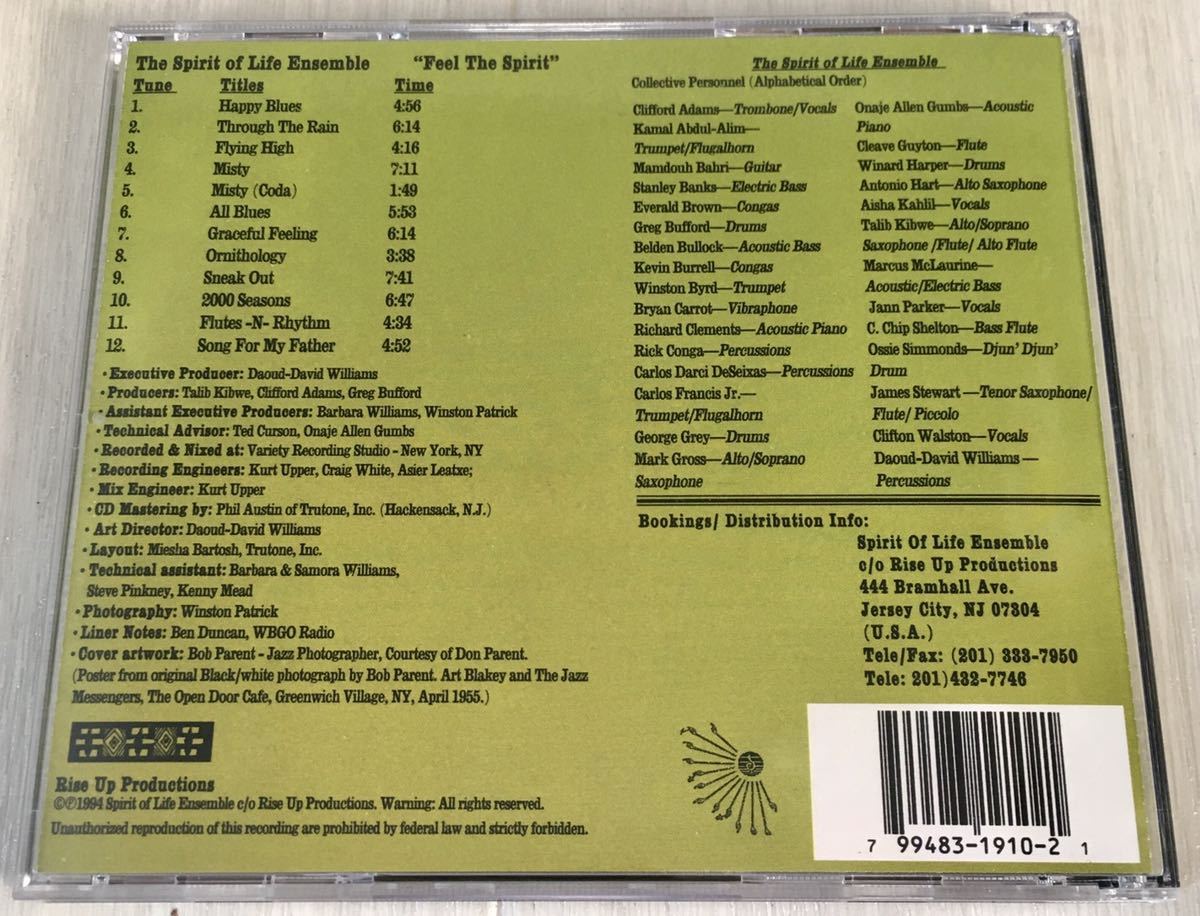 The Spirit of Life Ensemble "Feel The Spirit"
Tune Titles Time
1. Happy Blues 4:56
2. Through The Rain 6:14
3. Flying High 4:16
4. Misty 7:11
5. Misty (Coda) 1:49
6. All Blues 5:53
7. Graceful Feeling 6:14
8. Ornithology 3:38
9. Sneak Out 7:41
10. 2000 Seasons 6:47
11. Flutes -N- Rhythm 4:34
12. Song For My Father 4:52
• Executive Producer: Daoud-David Williams
• Producers: Talib Kibwe, Clifford Adams, Greg Bufford
• Assistant Executive Producers: Barbara Williams, Winston Patrick
• Technical Advisor: Ted Curson, Onaje Allen Gumbs
• Recorded & Nixed at: Variety Recording Studio - New York, NY
• Recording Engineers: Kurt Upper, Craig White, Asier Leatxe;
• Mix Engineer: Kurt Upper
• CD Mastering by: Phil Austin of Trutone, Inc. (Hackensack, N.J.)
• Art Director: Daoud-David Williams
• Layout: Miesha Bartosh, Trutone, Inc.
• Technical assistant: Barbara & Samora Williams,
Steve Pinkney, Kenny Mead
• Photography: Winston Patrick
• Liner Notes: Ben Duncan, WBGO Radio
• Cover artwork: Bob Parent - Jazz Photographer, Courtesy of Don Parent.
(Poster from original Black/white photograph by Bob Parent. Art Blakey and The Jazz
Messengers, The Open Door Cafe, Greenwich Village, NY, April 1955.)
Rise Up Productions
©℗1994 Spirit of Life Ensemble c/o Rise Up Productions. Warning: All rights reserved.
Unauthorized reproduction of this recording are prohibited by federal law and strictly forbidden.
The Spirit of Life Ensemble
Collective Personnel (Alphabetical Order)
Clifford Adams—Trombone/Vocals
Kamal Abdul-Alim—
Trumpet/Flugalhorn
Mamdouh Bahri—Guitar
Stanley Banks—Electric Bass
Everald Brown—Congas
Greg Bufford—Drums
Belden Bullock—Acoustic Bass
Kevin Burrell—Congas
Winston Byrd—Trumpet
Bryan Carrot—Vibraphone
Richard Clements—Acoustic Piano
Rick Conga—Percussions
Carlos Darci DeSeixas—Percussions
Carlos Francis Jr.—
Trumpet/Flugalhorn
George Grey—Drums
Mark Gross—Alto/Soprano
Saxophone
Onaje Allen Gumbs—Acoustic
Piano
Cleave Guyton—Flute
Winard Harper—Drums
Antonio Hart—Alto Saxophone
Aisha Kahlil—Vocals
Talib Kibwe—Alto/Soprano
Saxophone /Flute/ Alto Flute
Marcus McLaurine—
Acoustic/Electric Bass
Jann Parker—Vocals
C. Chip Shelton—Bass Flute
Ossie Simmonds—Djun' Djun'
Drum
James Stewart—Tenor Saxophone/
Flute/ Piccolo
Clifton Walston—Vocals
Daoud-David Williams—
Percussions
Bookings/ Distribution Info:
Spirit Of Life Ensemble
c/o Rise Up Productions
444 Bramhall Ave.
Jersey City, NJ 07304
(U.S.A.)
Tele/Fax: (201) 333-7950
Tele: 201)432-7746
7 99483-1910-2 1